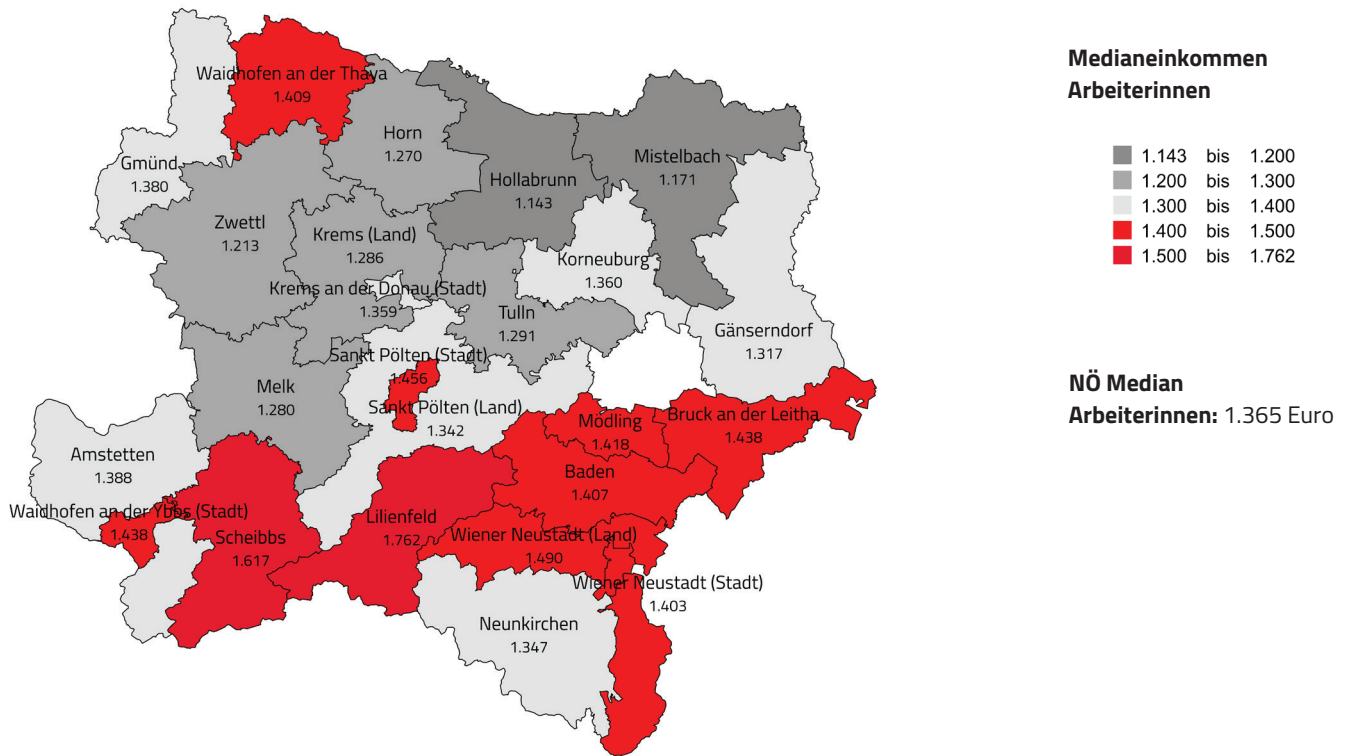 Waidhofen an der Thaya
1.409
Horn
1.270
Gmünd
1.380
Hollabrunn
1.143
Mistelbach
1.171
Zwettl
1.213
Krems (Land)
1.286
Korneuburg
1.360
Krems an der Donau (Stadt)
1.359
Tulln
1.291
Gänserndorf
1.317
Sankt Pölten (Stadt)
1.456
Melk
1.280
Sankt Pölten (Land)
1.342
Mödling
1.418
Bruck an der Leitha
1.438
Amstetten
1.388
Baden
1.407
Waidhofen an der Ybbs (Stadt)
1.438
Scheibbs
1.617
Lilienfeld
1.762
Wiener Neustadt (Land)
1.490
Wiener Neustadt (Stadt)
1.403
Neunkirchen
1.347
Medianeinkommen
Arbeiterinnen
1.143 bis 1.200
1.200 bis 1.300
1.300 bis 1.400
1.400 bis 1.500
1.500 bis 1.762
NÖ Median
Arbeiterinnen: 1.365 Euro